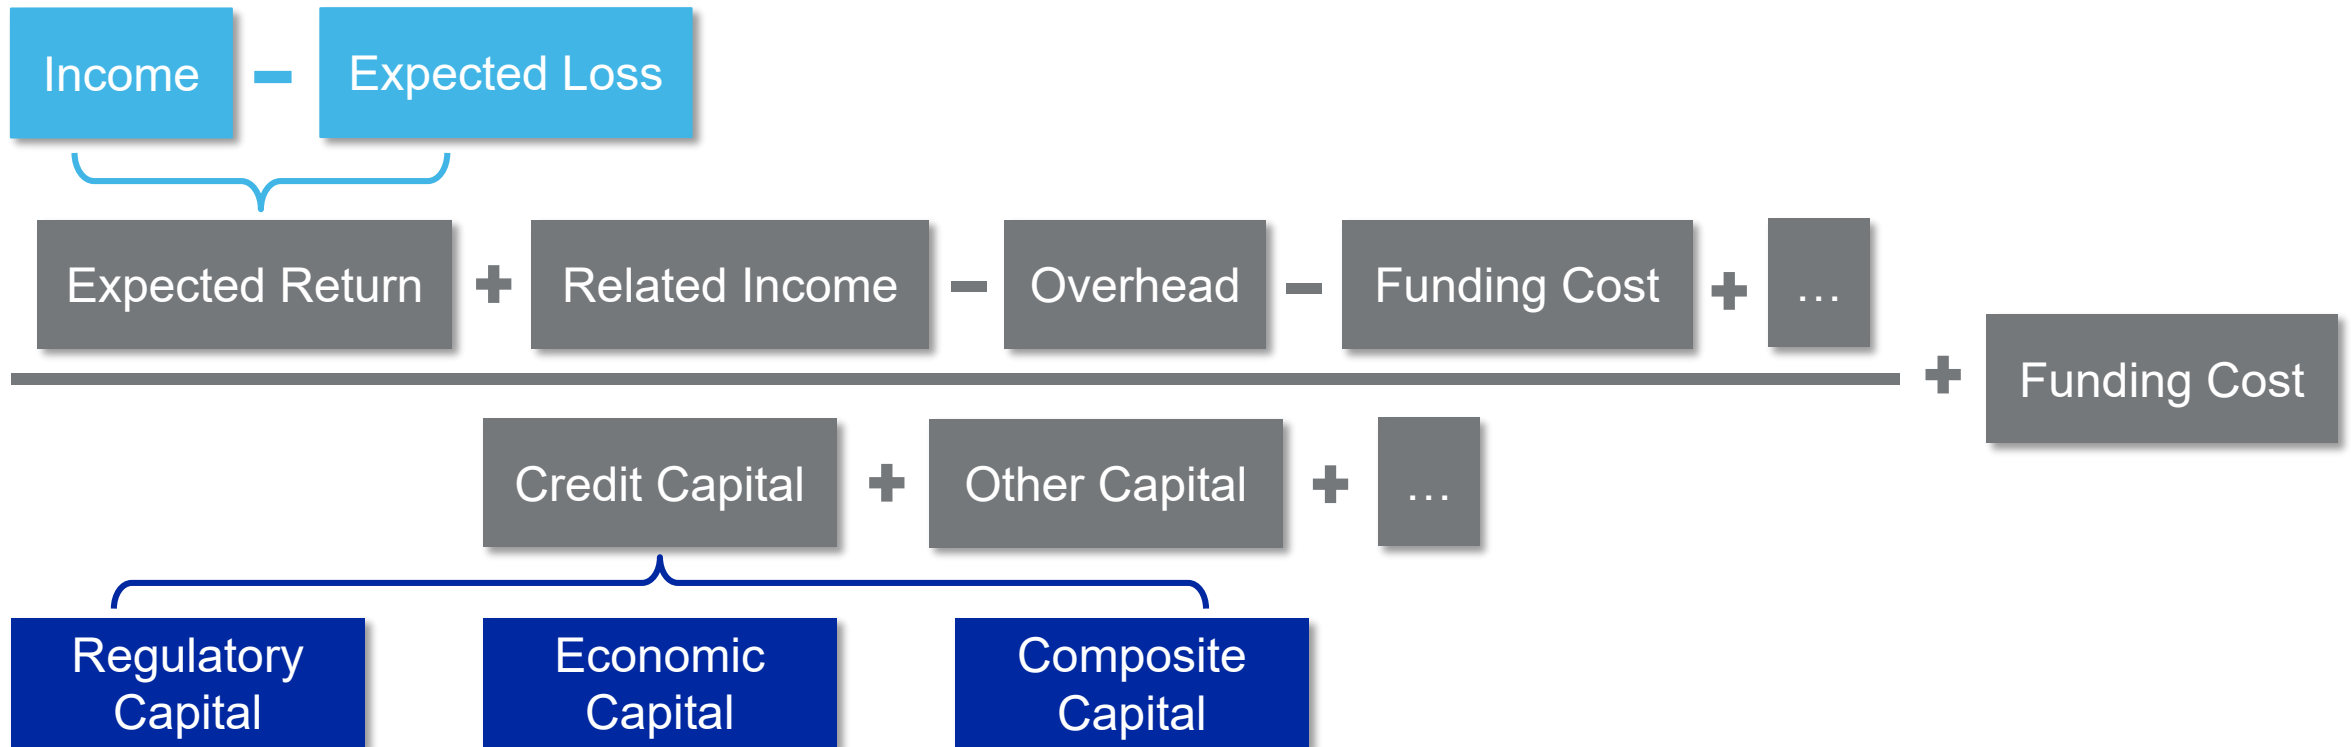 Income − Expected Loss
Expected Return + Related Income − Overhead − Funding Cost + …
+ Funding Cost
Credit Capital + Other Capital + …
Regulatory
Capital
Economic
Capital
Composite
Capital